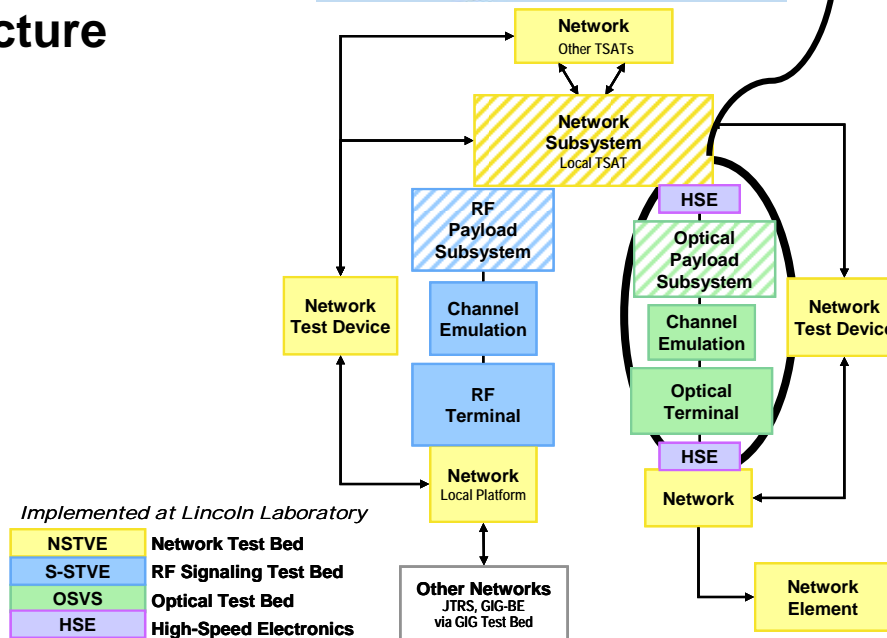 cture
Network
Other TSATs
Network
Subsystem
Local TSAT
HSE
RF
Payload
Subsystem
Optical
Payload
Subsystem
Network
Test Device
Channel
Emulation
Channel
Emulation
Network
Test Device
RF
Terminal
Optical
Terminal
HSE
Network
Local Platform
Network
Implemented at Lincoln Laboratory
NSTVE Network Test Bed
S-STVE RF Signaling Test Bed
OSVS Optical Test Bed
HSE High-Speed Electronics
Other Networks
JTRS, GIG-BE
via GIG Test Bed
Network
Element